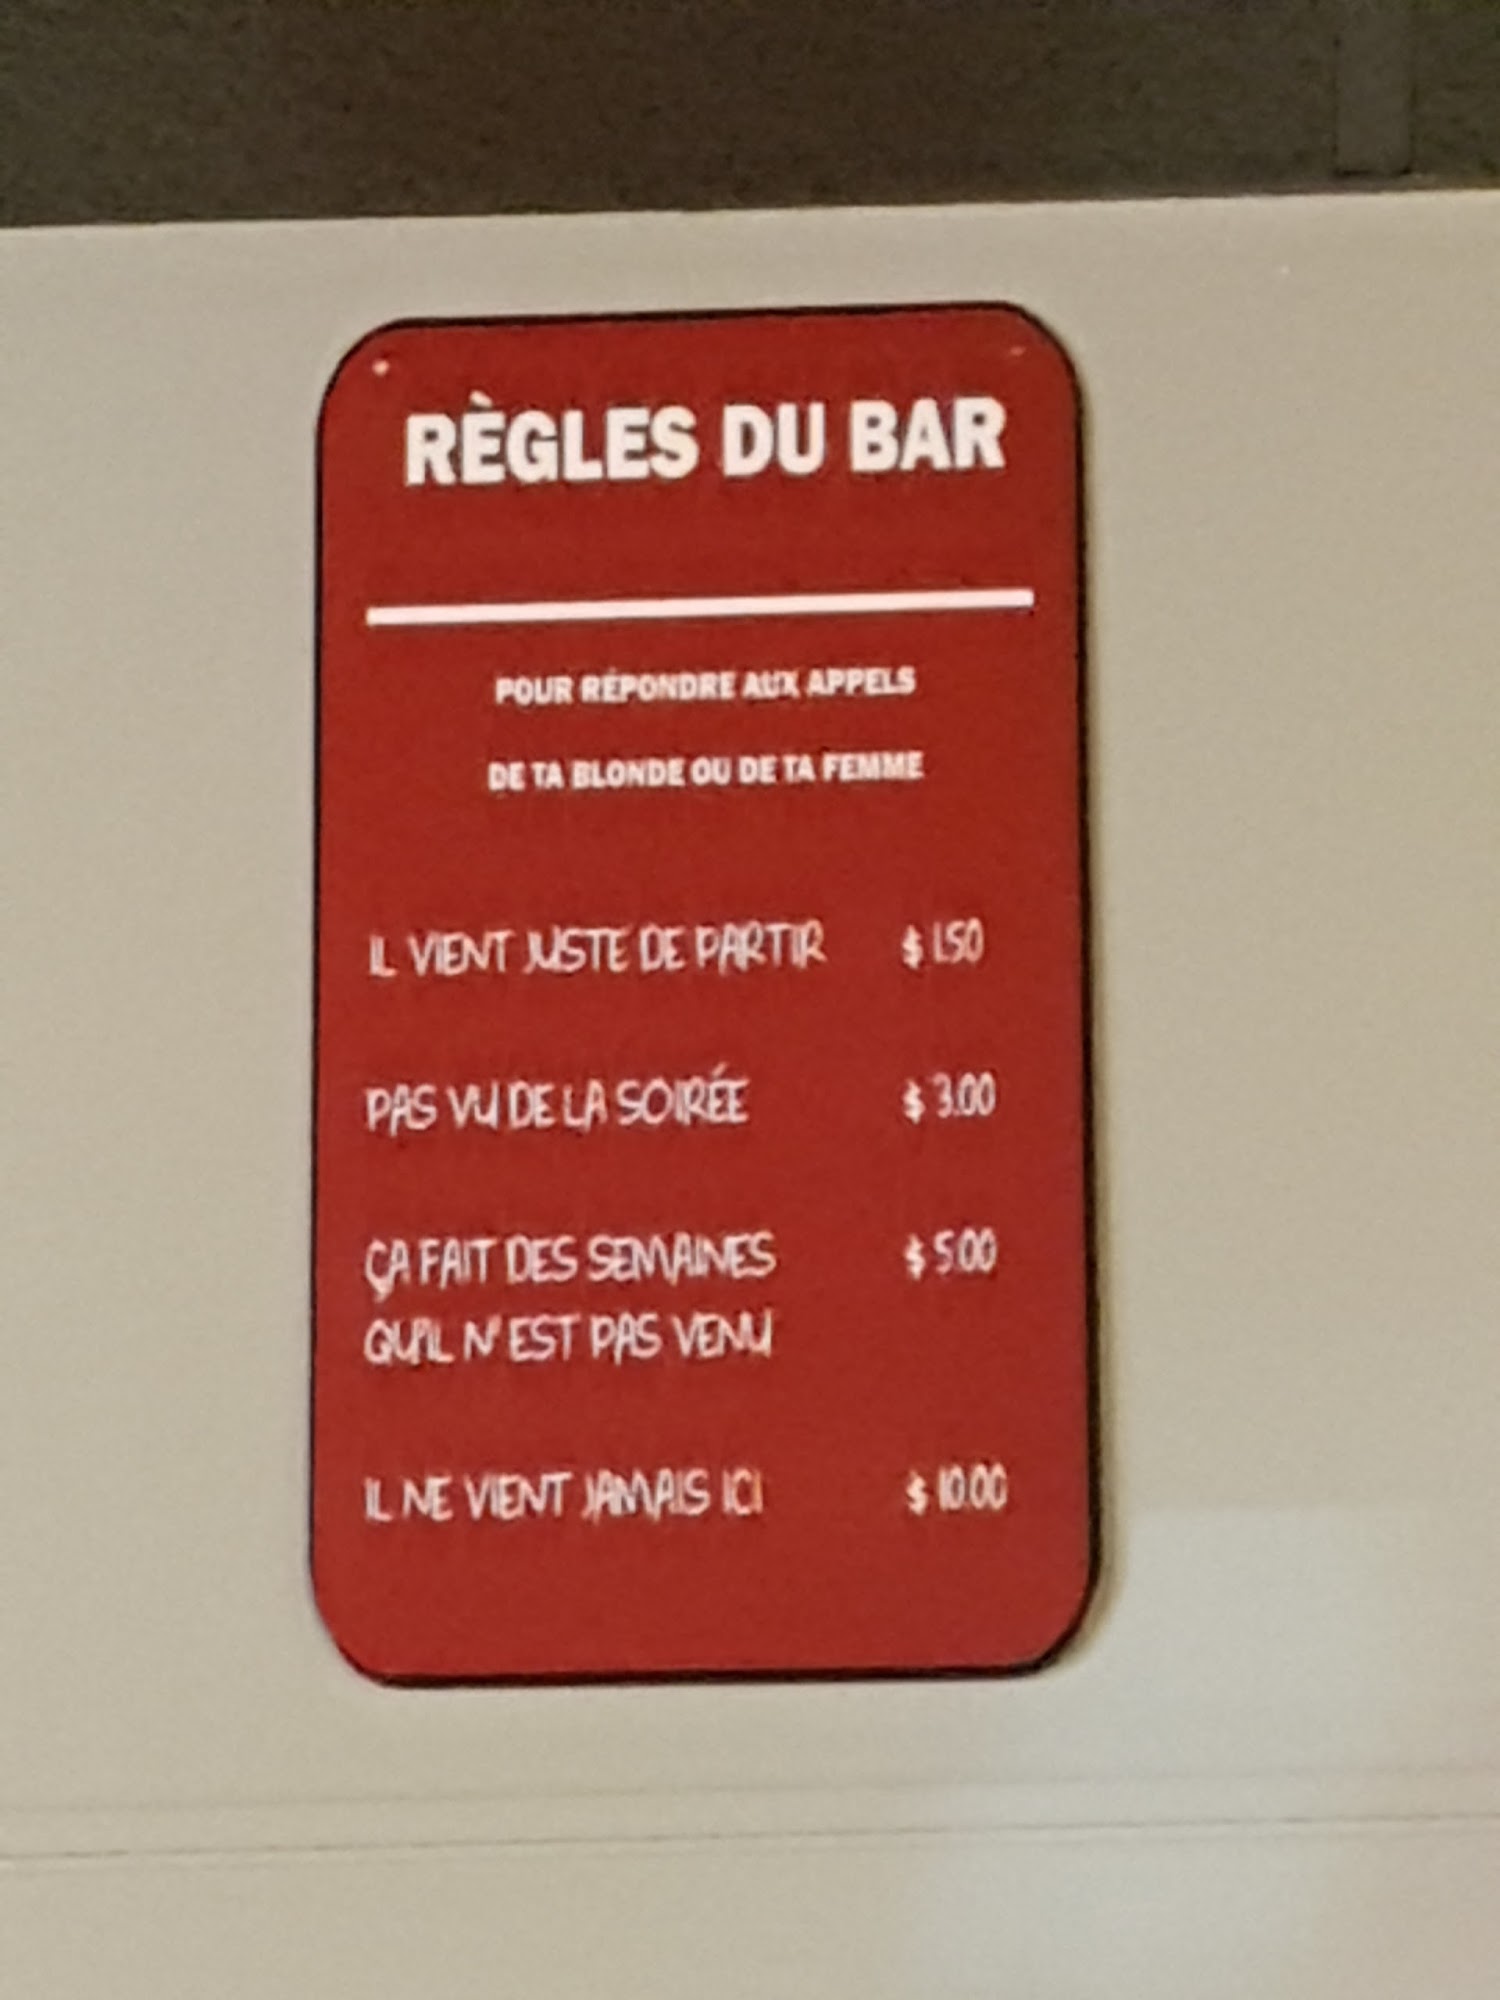 RÈGLES DU BAR
POUR RÉPONDRE AUX APPELS
DE TA BLONDE OU DE TA FEMME
IL VIENT JUSTE DE PARTIR $ 1.50
PAS VU DE LA SOIRÉE $ 3.00
ÇA FAIT DES SEMAINES $ 5.00
QU'IL N'EST PAS VENU
IL NE VIENT JAMAIS ICI $ 10.00